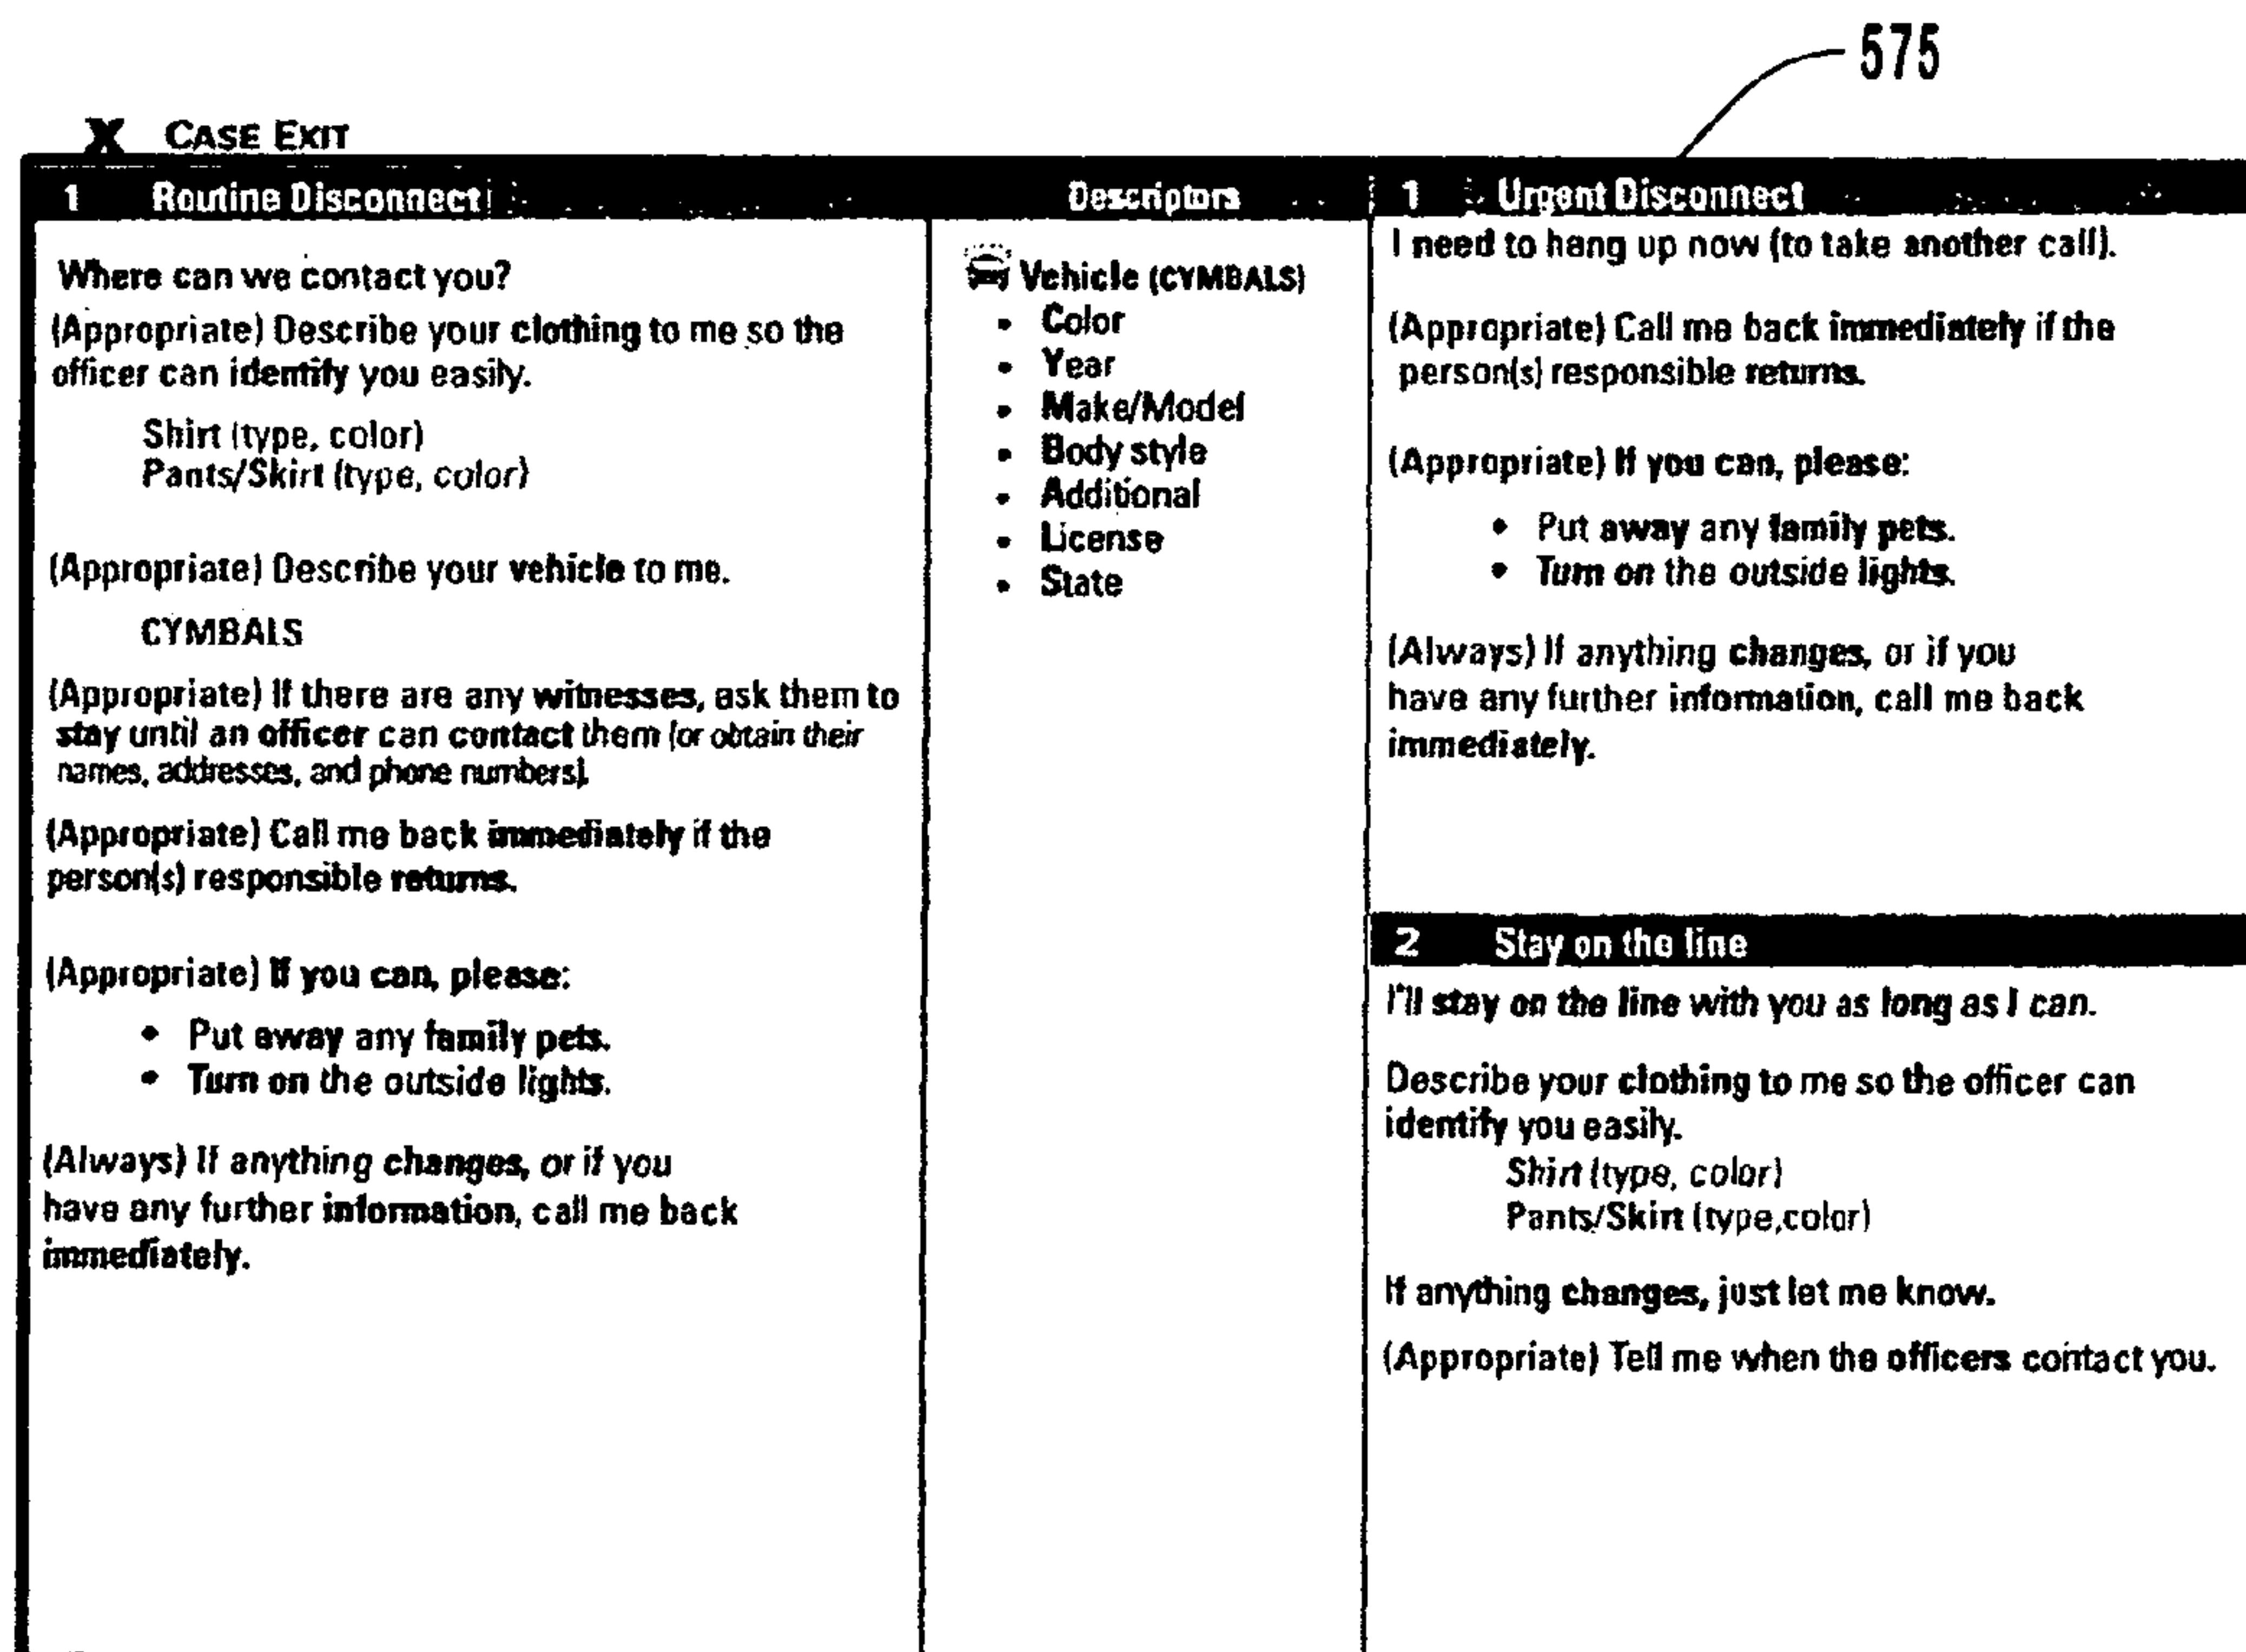 575
X CASE EXIT
1 Routine Disconnect
Where can we contact you?
(Appropriate) Describe your clothing to me so the
officer can identify you easily.
Shirt (type, color)
Pants/Skirt (type, color)
(Appropriate) Describe your vehicle to me.
CYMBALS
(Appropriate) If there are any witnesses, ask them to
stay until an officer can contact them (or obtain their
names, addresses, and phone numbers).
(Appropriate) Call me back immediately if the
person(s) responsible returns.
(Appropriate) If you can, please:
• Put away any family pets.
• Turn on the outside lights.
(Always) If anything changes, or if you
have any further information, call me back
immediately.
Descriptors
Vehicle (CYMBALS)
• Color
• Year
• Make/Model
• Body style
• Additional
• License
• State
1 Urgent Disconnect
I need to hang up now (to take another call).
(Appropriate) Call me back immediately if the
person(s) responsible returns.
(Appropriate) If you can, please:
• Put away any family pets.
• Turn on the outside lights.
(Always) If anything changes, or if you
have any further information, call me back
immediately.
2 Stay on the line
I'll stay on the line with you as long as I can.
Describe your clothing to me so the officer can
identify you easily.
Shirt (type, color)
Pants/Skirt (type,color)
If anything changes, just let me know.
(Appropriate) Tell me when the officers contact you.